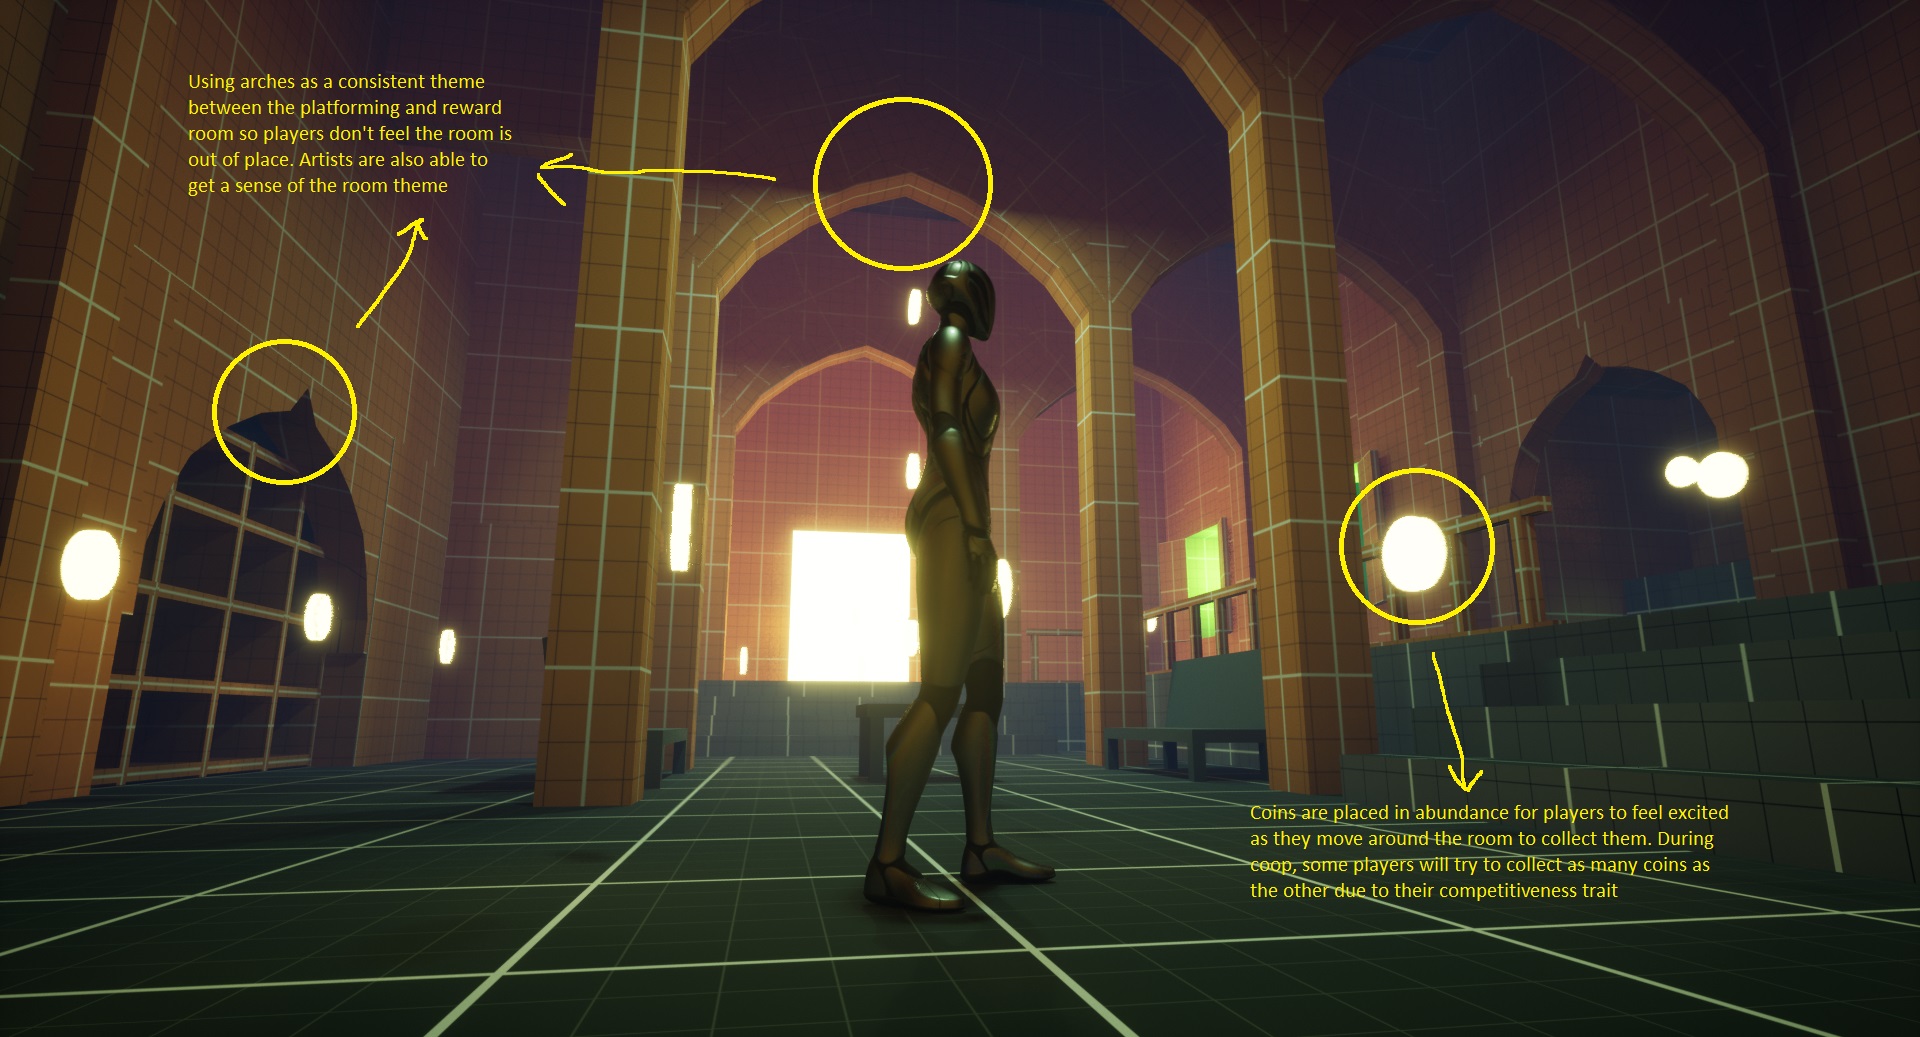 Using arches as a consistent theme
between the platforming and reward
room so players don't feel the room is
out of place. Artists are also able to
get a sense of the room theme
Coins are placed in abundance for players to feel excited
as they move around the room to collect them. During
coop, some players will try to collect as many coins as
the other due to their competitiveness trait